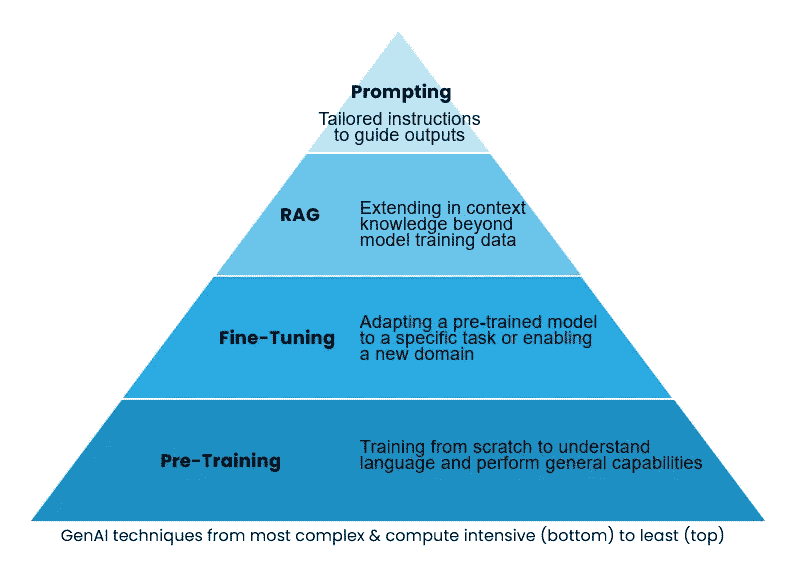 Prompting
Tailored instructions
to guide outputs
RAG
Extending in context
knowledge beyond
model training data
Fine-Tuning
Adapting a pre-trained model
to a specific task or enabling
a new domain
Pre-Training
Training from scratch to understand
language and perform general capabilities
GenAI techniques from most complex & compute intensive (bottom) to least (top)